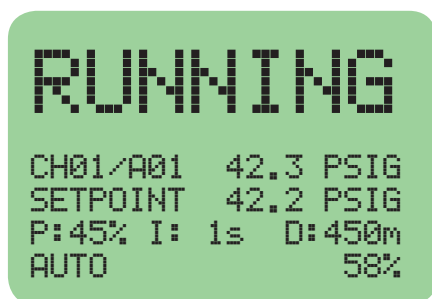 RUNNING
CH01/A01 42.3 PSIG
SETPOINT 42.2 PSIG
P:45% I: 1s D:450m
AUTO 58%